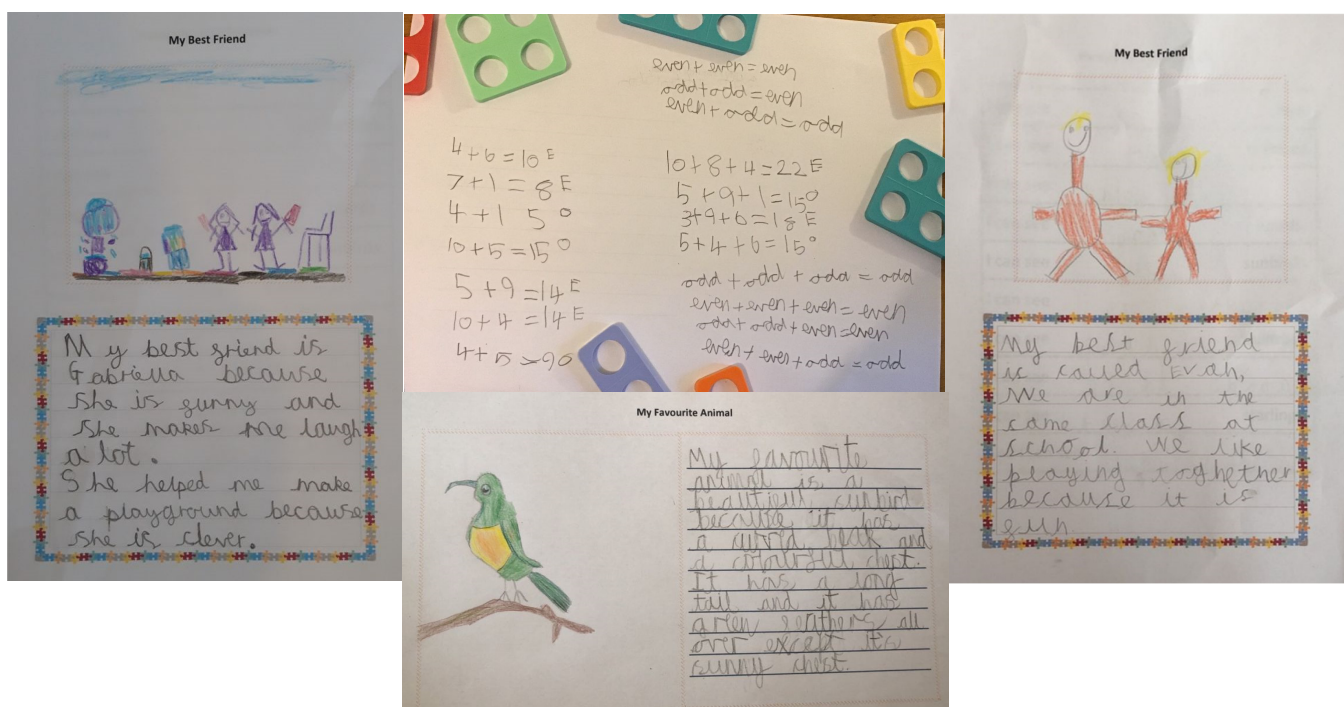 My Best Friend
My best friend is
Gabriella because
she is funny and
she makes me laugh
a lot.
She helped me make
a playground because
she is clever.
even + even = even
odd + odd = even
even + odd = odd
4+6=10 E
7+1=8 E
4+1 5 O
10+5=15 O
5+9=14 E
10+4=14 E
4+5=9O
10+8+4=22 E
5+9+1=15 O
3+9+6=18 E
5+4+6=15 O
odd + odd + odd = odd
even + even + even = even
odd + odd + even = even
even + even + odd = odd
My Favourite Animal
My favourite
animal is a
beautiful sunbird
because it has
a curved beak and
a colourful chest.
It has a long
tail and it has
green feathers all
over except it's
sunny chest.
My Best Friend
My best friend
is called Evah,
We are in the
same class at
school. We like
playing toghether
because it is
fun.